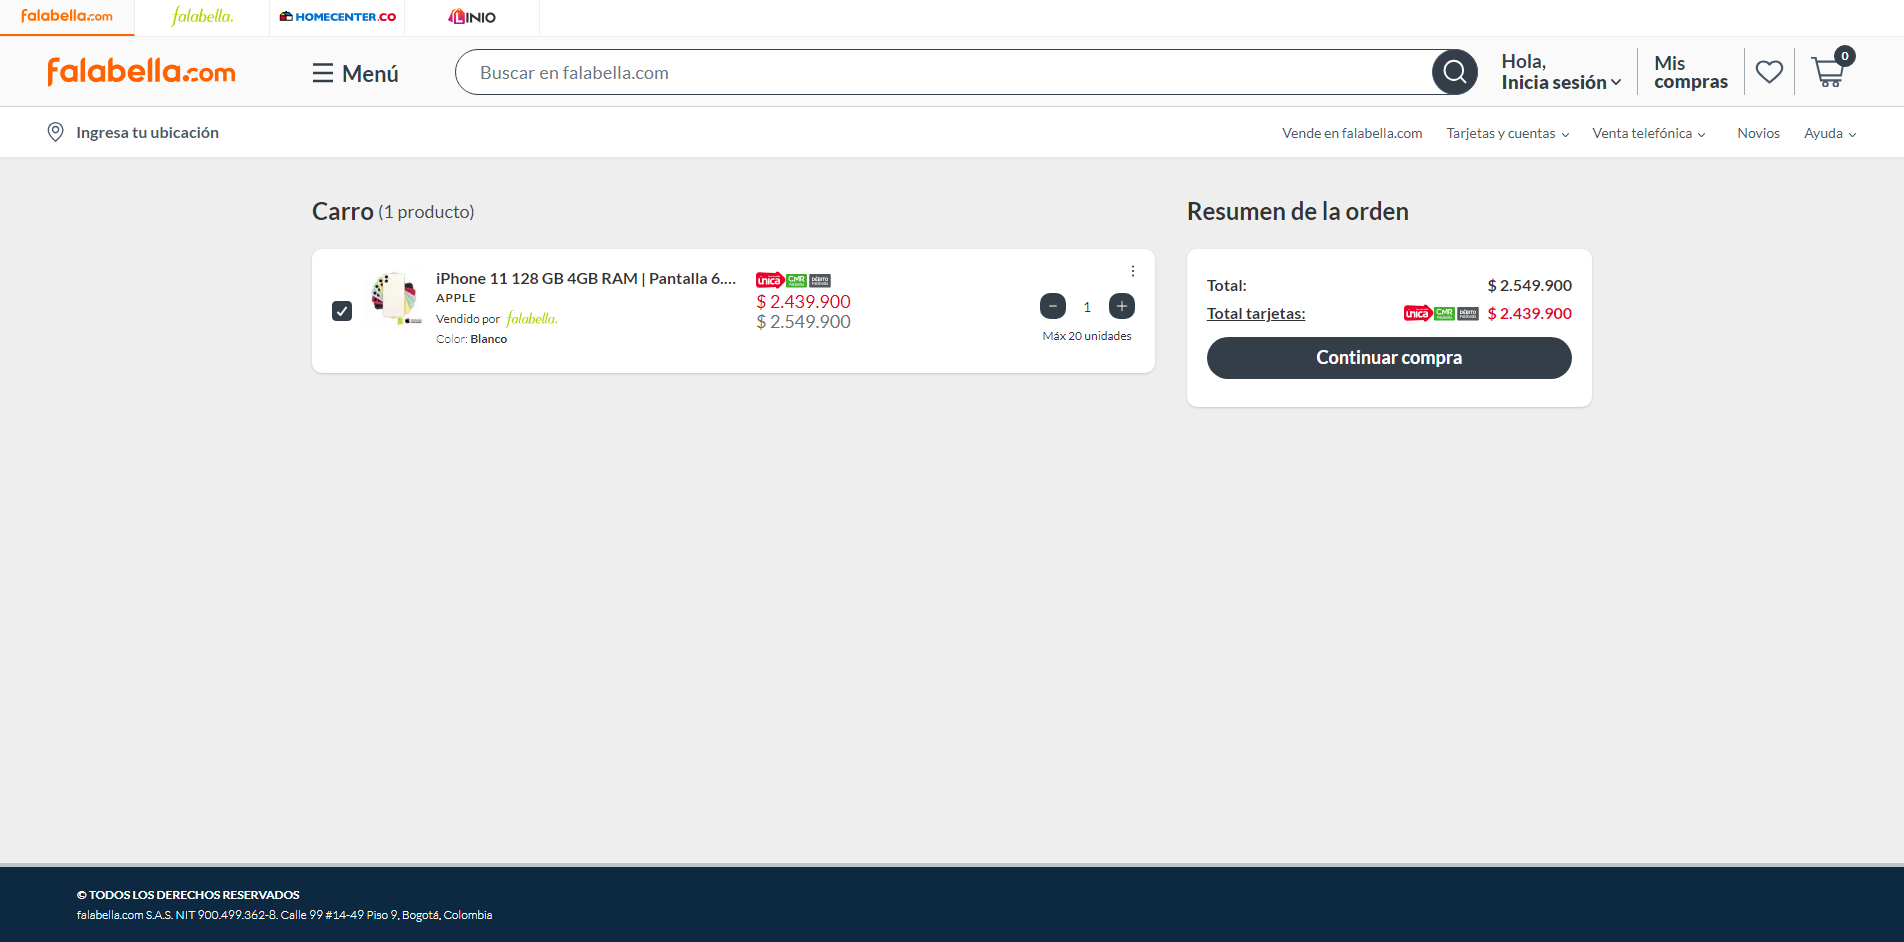 falabella.com
falabella.
HOMECENTER.CO
LINIO
falabella.com
Menú
Buscar en falabella.com
Hola,
Inicia sesión
Mis
compras
0
Ingresa tu ubicación
Vende en falabella.com
Tarjetas y cuentas
Venta telefónica
Novios
Ayuda
Carro (1 producto)
iPhone 11 128 GB 4GB RAM | Pantalla 6....
APPLE
Vendido por falabella.
Color: Blanco
única CMR DÉBITO
$ 2.439.900
$ 2.549.900
1
Máx 20 unidades
Resumen de la orden
Total: $ 2.549.900
Total tarjetas: única CMR DÉBITO $ 2.439.900
Continuar compra
© TODOS LOS DERECHOS RESERVADOS
falabella.com S.A.S. NIT 900.499.362-8. Calle 99 #14-49 Piso 9, Bogotá, Colombia